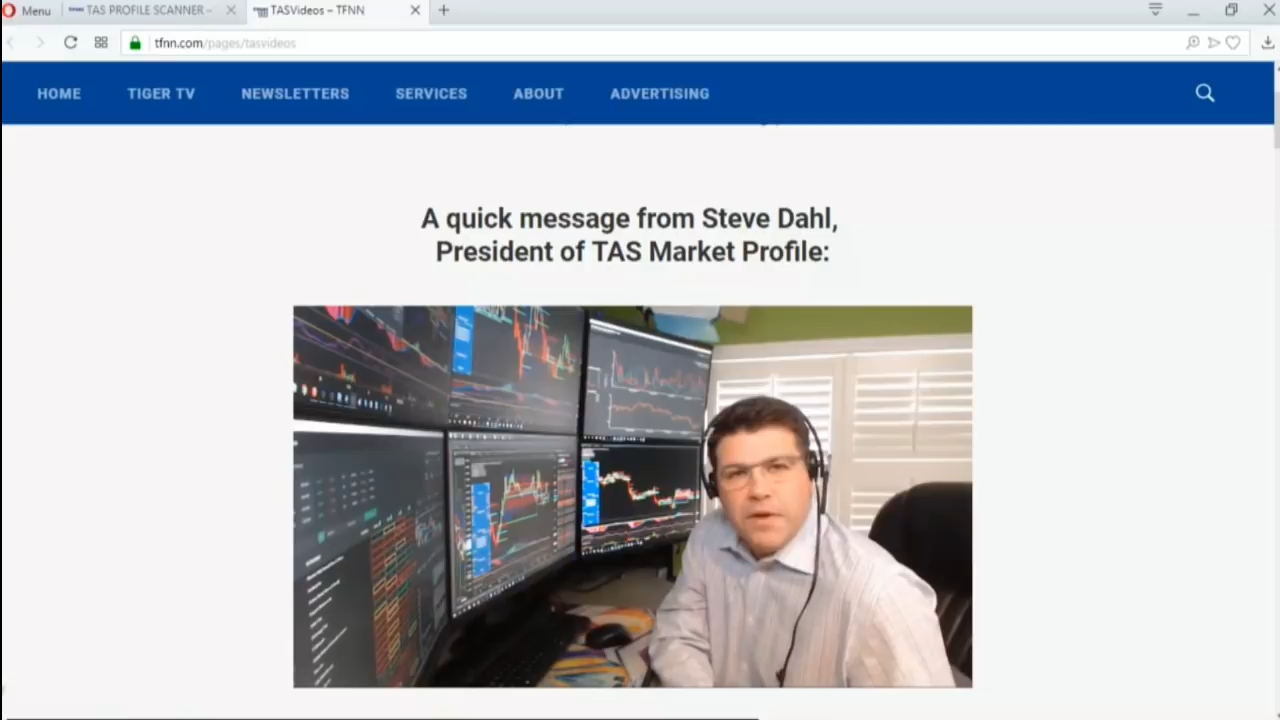 Menu
TAS PROFILE SCANNER –
TASVideos – TFNN
tfnn.com/pages/tasvideos
HOME
TIGER TV
NEWSLETTERS
SERVICES
ABOUT
ADVERTISING
A quick message from Steve Dahl,
President of TAS Market Profile: